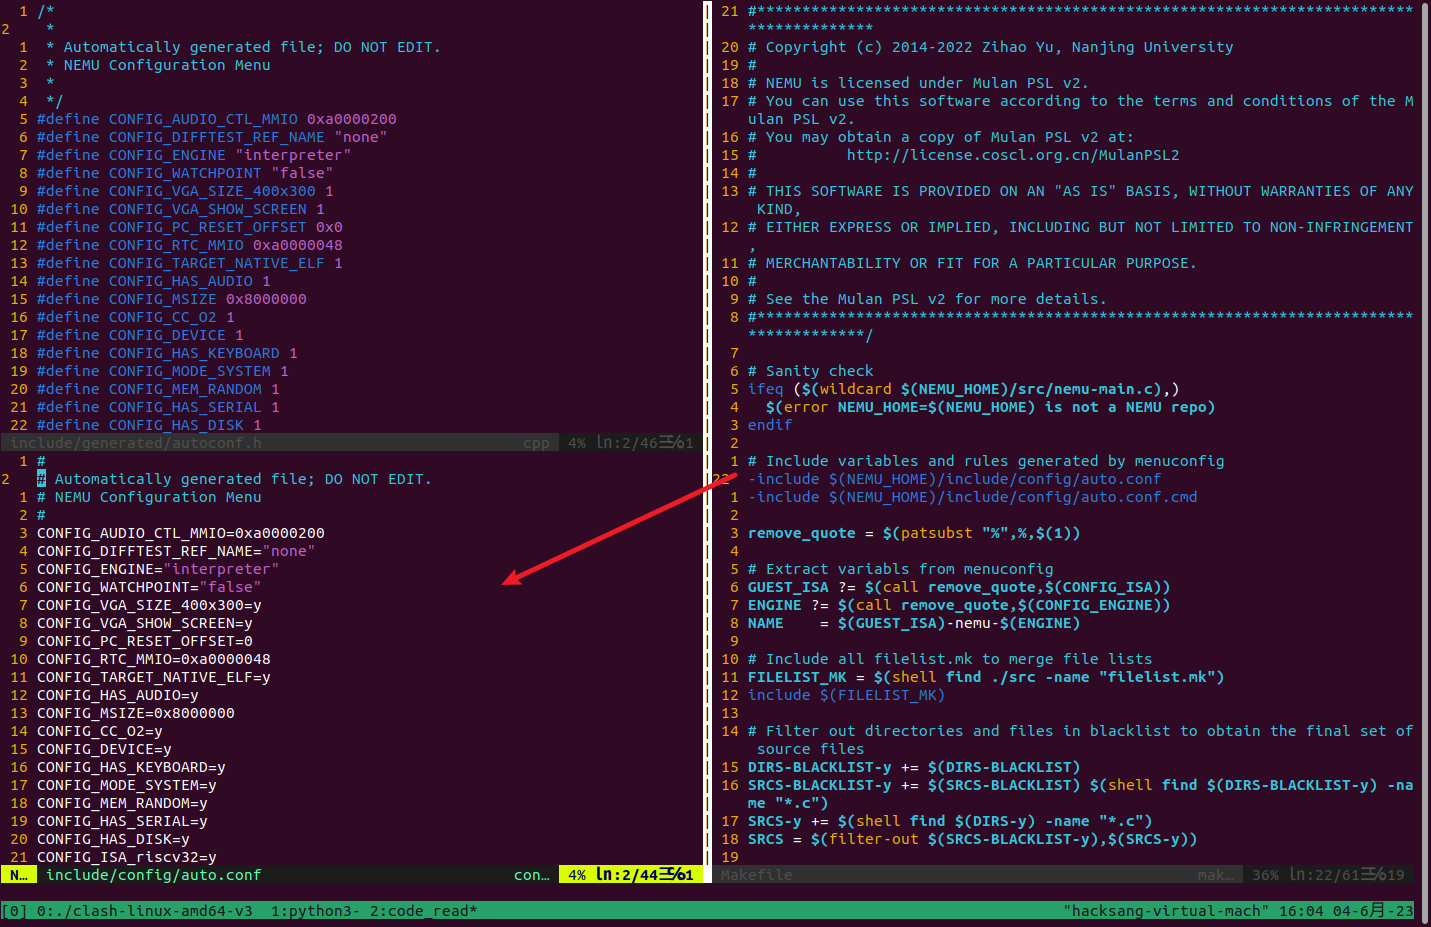 1 /*
2 *
1 * Automatically generated file; DO NOT EDIT.
2 * NEMU Configuration Menu
3 *
4 */
5 #define CONFIG_AUDIO_CTL_MMIO 0xa0000200
6 #define CONFIG_DIFFTEST_REF_NAME "none"
7 #define CONFIG_ENGINE "interpreter"
8 #define CONFIG_WATCHPOINT "false"
9 #define CONFIG_VGA_SIZE_400x300 1
10 #define CONFIG_VGA_SHOW_SCREEN 1
11 #define CONFIG_PC_RESET_OFFSET 0x0
12 #define CONFIG_RTC_MMIO 0xa0000048
13 #define CONFIG_TARGET_NATIVE_ELF 1
14 #define CONFIG_HAS_AUDIO 1
15 #define CONFIG_MSIZE 0x8000000
16 #define CONFIG_CC_O2 1
17 #define CONFIG_DEVICE 1
18 #define CONFIG_HAS_KEYBOARD 1
19 #define CONFIG_MODE_SYSTEM 1
20 #define CONFIG_MEM_RANDOM 1
21 #define CONFIG_HAS_SERIAL 1
22 #define CONFIG_HAS_DISK 1
include/generated/autoconf.h cpp 4% ln:2/46☰℅1
1 #
2 # Automatically generated file; DO NOT EDIT.
1 # NEMU Configuration Menu
2 #
3 CONFIG_AUDIO_CTL_MMIO=0xa0000200
4 CONFIG_DIFFTEST_REF_NAME="none"
5 CONFIG_ENGINE="interpreter"
6 CONFIG_WATCHPOINT="false"
7 CONFIG_VGA_SIZE_400x300=y
8 CONFIG_VGA_SHOW_SCREEN=y
9 CONFIG_PC_RESET_OFFSET=0
10 CONFIG_RTC_MMIO=0xa0000048
11 CONFIG_TARGET_NATIVE_ELF=y
12 CONFIG_HAS_AUDIO=y
13 CONFIG_MSIZE=0x8000000
14 CONFIG_CC_O2=y
15 CONFIG_DEVICE=y
16 CONFIG_HAS_KEYBOARD=y
17 CONFIG_MODE_SYSTEM=y
18 CONFIG_MEM_RANDOM=y
19 CONFIG_HAS_SERIAL=y
20 CONFIG_HAS_DISK=y
21 CONFIG_ISA_riscv32=y
N… include/config/auto.conf con… 4% ln:2/44☰℅1
21 #*************************************************************************
**************
20 # Copyright (c) 2014-2022 Zihao Yu, Nanjing University
19 #
18 # NEMU is licensed under Mulan PSL v2.
17 # You can use this software according to the terms and conditions of the M
ulan PSL v2.
16 # You may obtain a copy of Mulan PSL v2 at:
15 #          http://license.coscl.org.cn/MulanPSL2
14 #
13 # THIS SOFTWARE IS PROVIDED ON AN "AS IS" BASIS, WITHOUT WARRANTIES OF ANY
KIND,
12 # EITHER EXPRESS OR IMPLIED, INCLUDING BUT NOT LIMITED TO NON-INFRINGEMENT
,
11 # MERCHANTABILITY OR FIT FOR A PARTICULAR PURPOSE.
10 #
9 # See the Mulan PSL v2 for more details.
8 #*************************************************************************
*************/
7
6 # Sanity check
5 ifeq ($(wildcard $(NEMU_HOME)/src/nemu-main.c),)
4   $(error NEMU_HOME=$(NEMU_HOME) is not a NEMU repo)
3 endif
2
1 # Include variables and rules generated by menuconfig
22 -include $(NEMU_HOME)/include/config/auto.conf
1 -include $(NEMU_HOME)/include/config/auto.conf.cmd
2
3 remove_quote = $(patsubst "%",%,$(1))
4
5 # Extract variabls from menuconfig
6 GUEST_ISA ?= $(call remove_quote,$(CONFIG_ISA))
7 ENGINE ?= $(call remove_quote,$(CONFIG_ENGINE))
8 NAME    = $(GUEST_ISA)-nemu-$(ENGINE)
9
10 # Include all filelist.mk to merge file lists
11 FILELIST_MK = $(shell find ./src -name "filelist.mk")
12 include $(FILELIST_MK)
13
14 # Filter out directories and files in blacklist to obtain the final set of
source files
15 DIRS-BLACKLIST-y += $(DIRS-BLACKLIST)
16 SRCS-BLACKLIST-y += $(SRCS-BLACKLIST) $(shell find $(DIRS-BLACKLIST-y) -na
me "*.c")
17 SRCS-y += $(shell find $(DIRS-y) -name "*.c")
18 SRCS = $(filter-out $(SRCS-BLACKLIST-y),$(SRCS-y))
19
Makefile mak… 36% ln:22/61☰℅19
[0] 0:./clash-linux-amd64-v3  1:python3- 2:code_read* "hacksang-virtual-mach" 16:04 04-6月-23